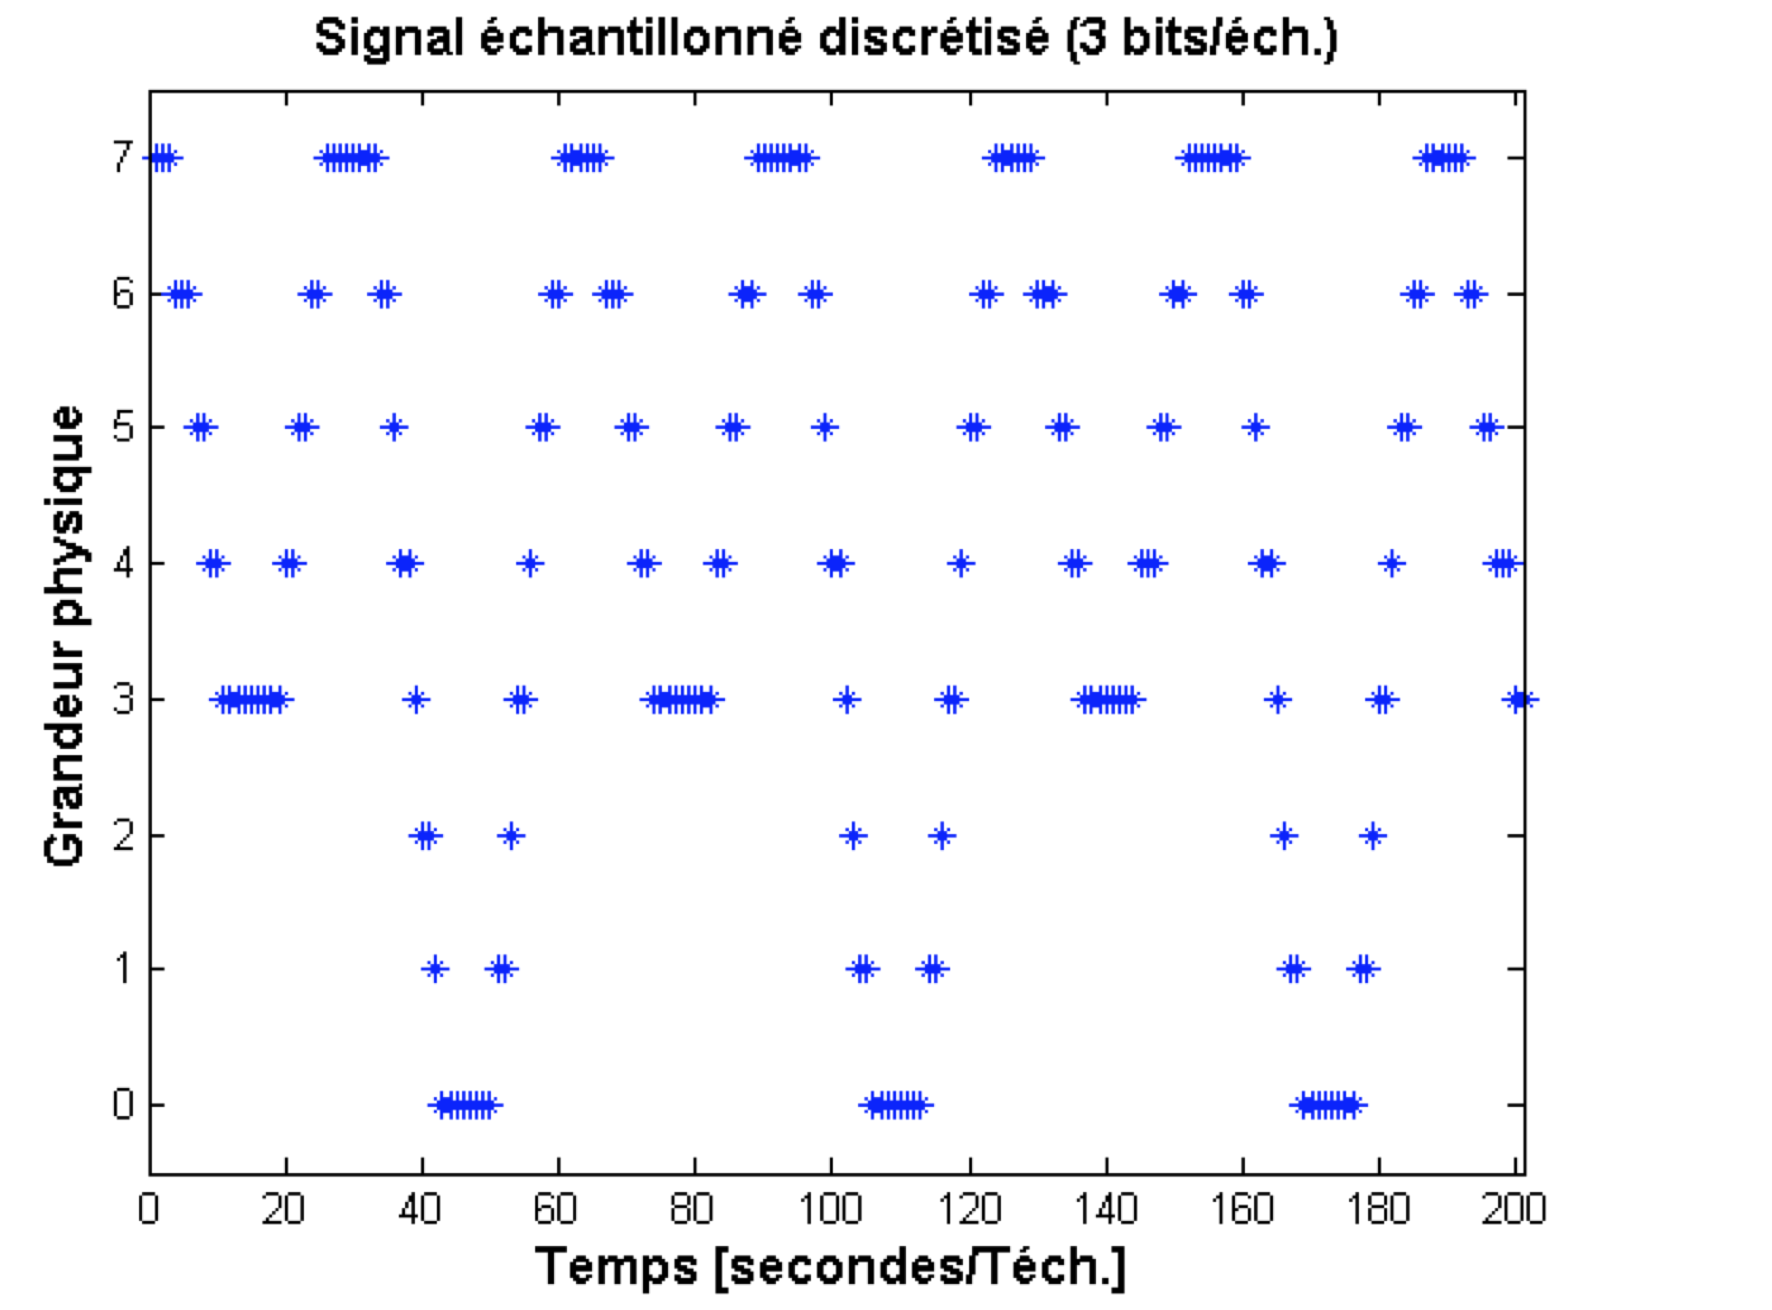 Signal échantillonné discrétisé (3 bits/éch.)
Grandeur physique
7
6
5
4
3
2
1
0
0 20 40 60 80 100 120 140 160 180 200
Temps [secondes/Téch.]